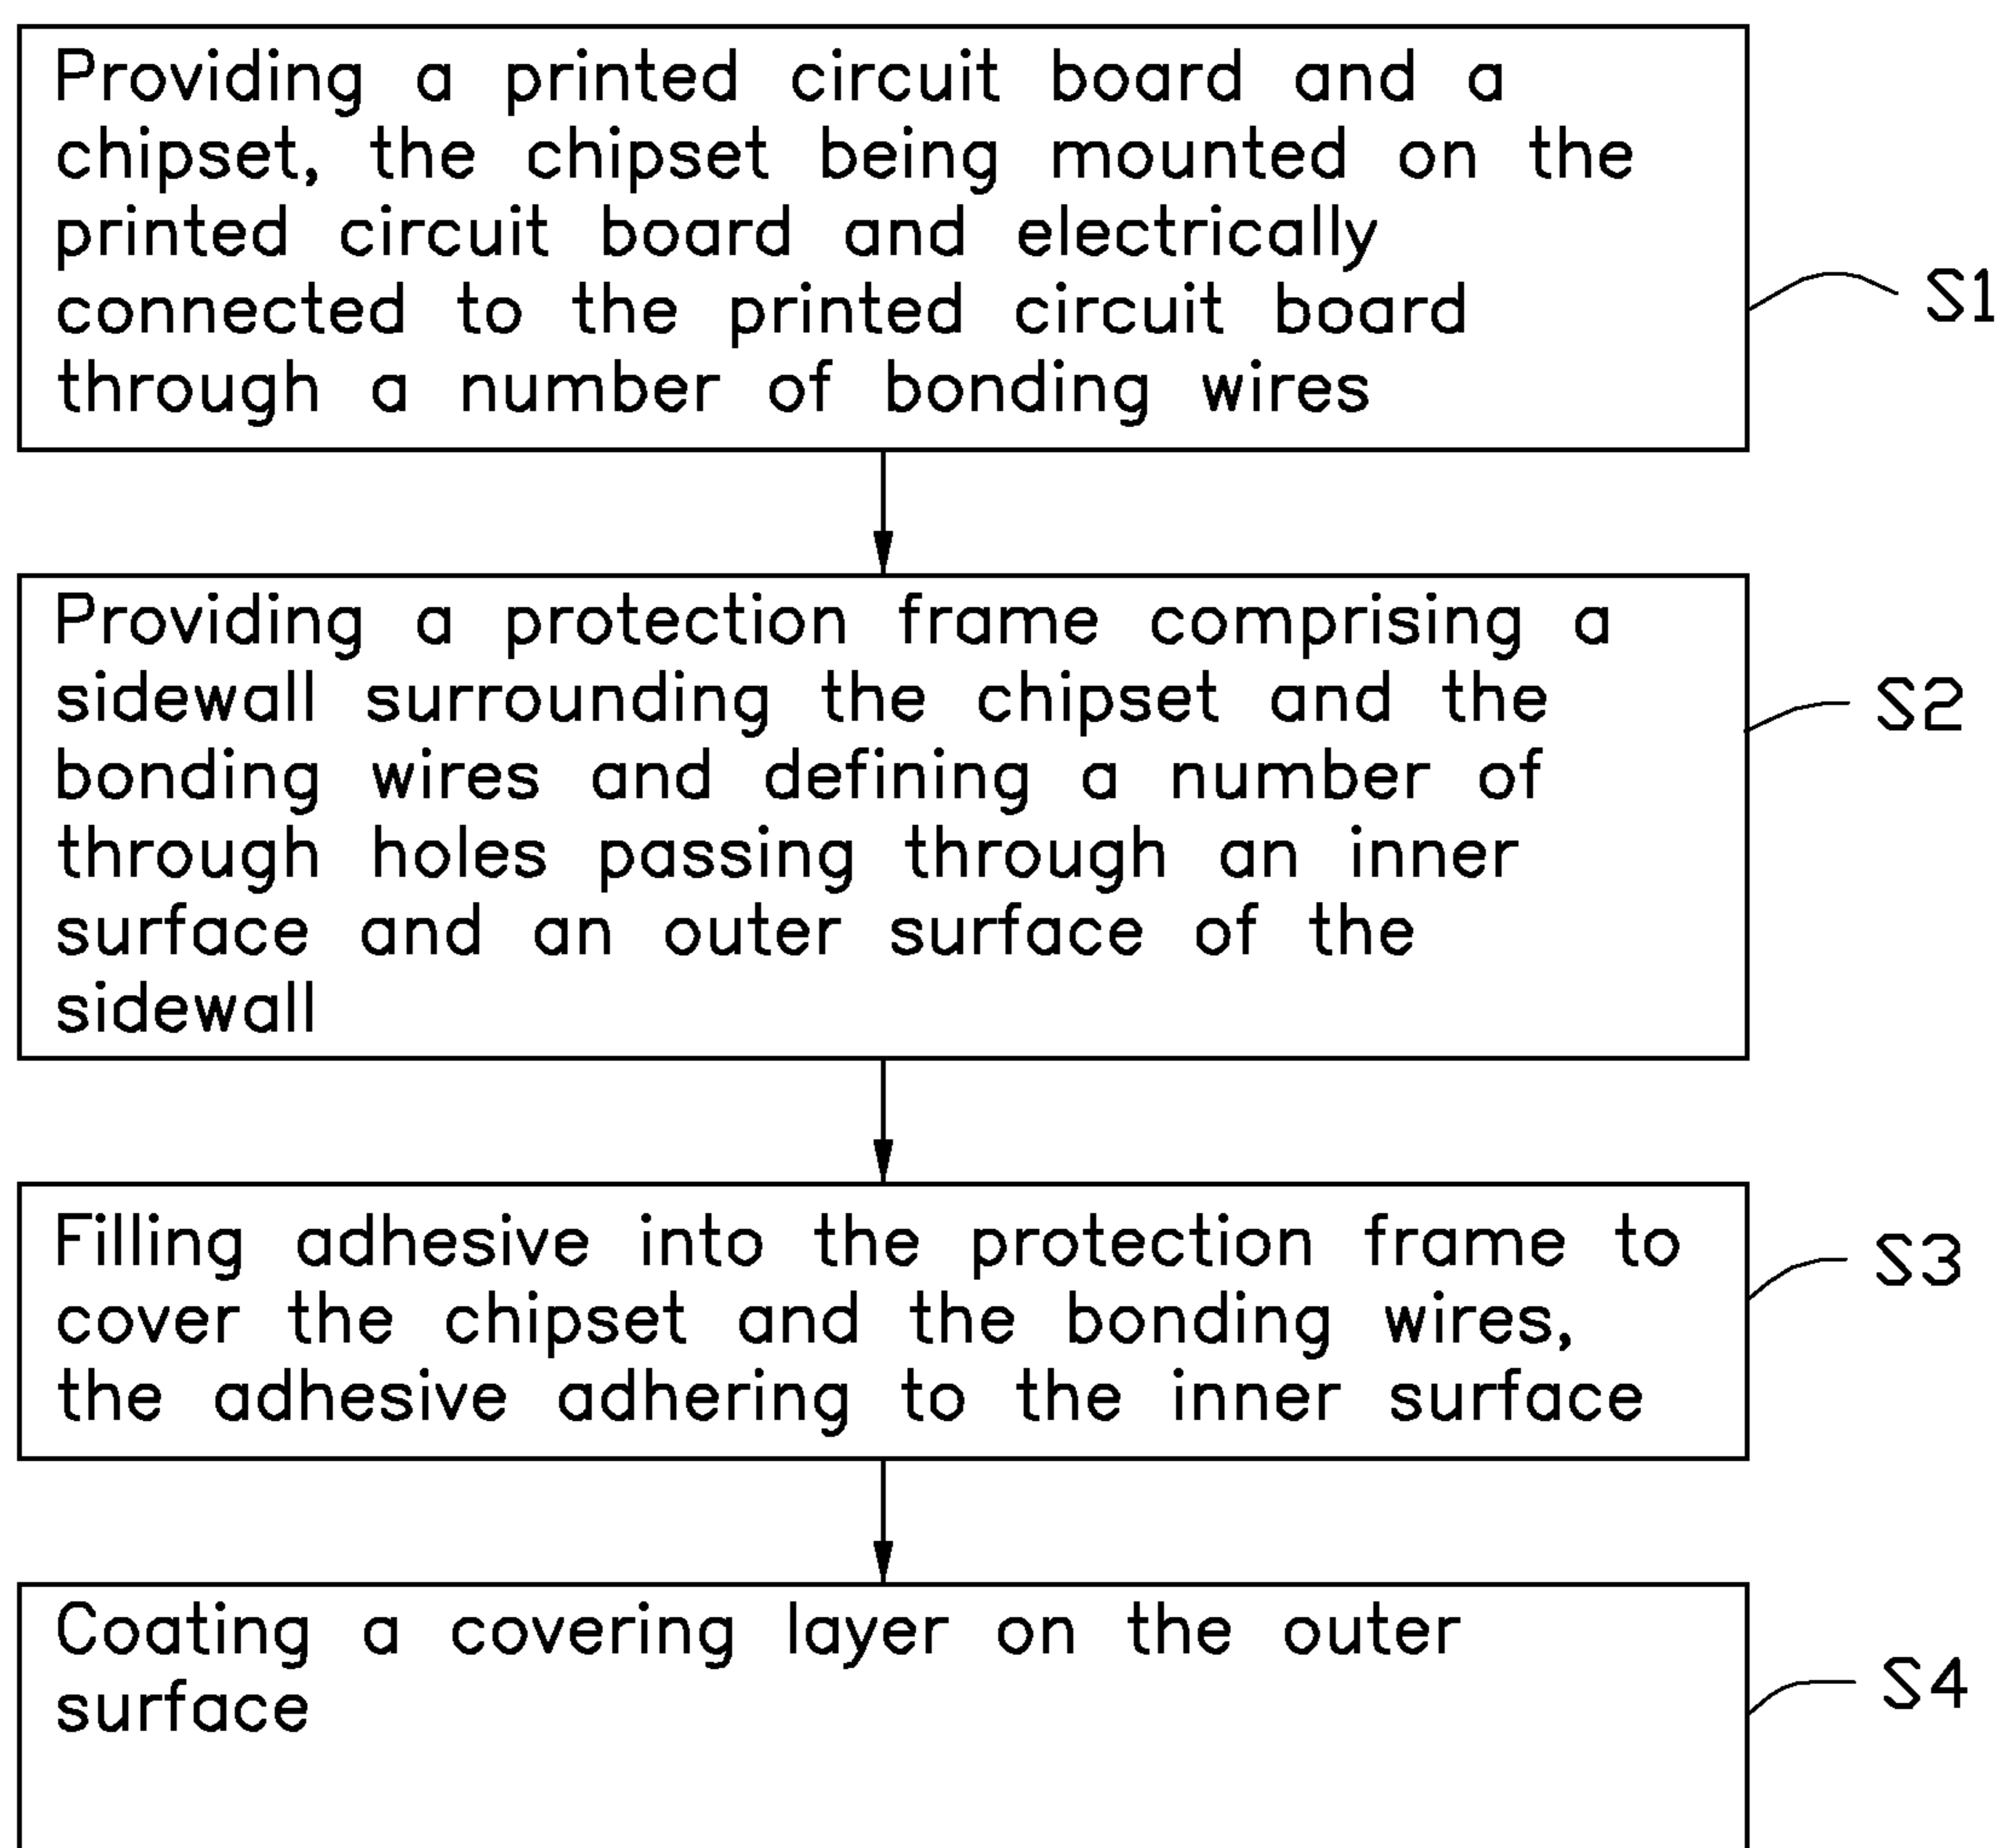 Providing a printed circuit board and a
chipset, the chipset being mounted on the
printed circuit board and electrically
connected to the printed circuit board
through a number of bonding wires
S1
Providing a protection frame comprising a
sidewall surrounding the chipset and the
bonding wires and defining a number of
through holes passing through an inner
surface and an outer surface of the
sidewall
S2
Filling adhesive into the protection frame to
cover the chipset and the bonding wires,
the adhesive adhering to the inner surface
S3
Coating a covering layer on the outer
surface
S4